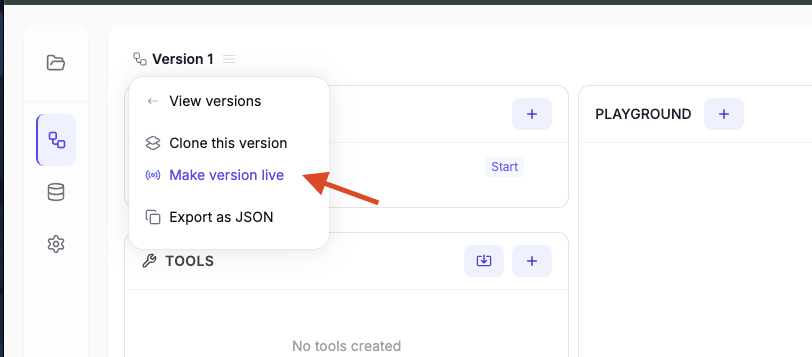 Version 1
View versions
Clone this version
Make version live
Export as JSON
Start
TOOLS
No tools created
PLAYGROUND